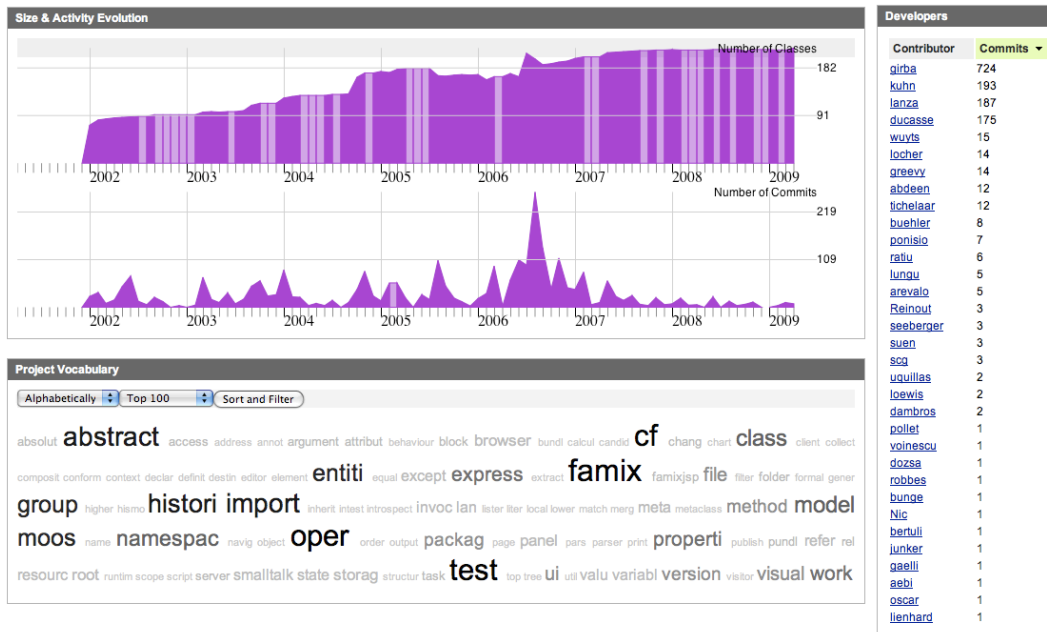 Size & Activity Evolution
Number of Classes
182
91
2002 2003 2004 2005 2006 2007 2008 2009
Number of Commits
219
109
2002 2003 2004 2005 2006 2007 2008 2009
Project Vocabulary
Alphabetically Top 100 Sort and Filter
absolut abstract access address annot argument attribut behaviour block browser bundl calcul candid cf chang chart class client collect
composit conform context declar definit destin editor element entiti equal except express extract famix famixjsp file filter folder formal gener
group higher hismo histori import inherit intest introspect invoc lan lister liter local lower match merg meta metaclass method model
moos name namespac navig object oper order output packag page panel pars parser print properti publish pundl refer rel
resourc root runtim scope script server smalltalk state storag structur task test top tree ui util valu variabl version visitor visual work
Developers
Contributor Commits
girba 724
kuhn 193
lanza 187
ducasse 175
wuyts 15
locher 14
greevy 14
abdeen 12
tichelaar 12
buehler 8
ponisio 7
ratiu 6
lungu 5
arevalo 5
Reinout 3
seeberger 3
suen 3
scg 3
uquillas 2
loewis 2
dambros 2
pollet 1
voinescu 1
dozsa 1
robbes 1
bunge 1
Nic 1
bertuli 1
junker 1
gaelli 1
aebi 1
oscar 1
lienhard 1